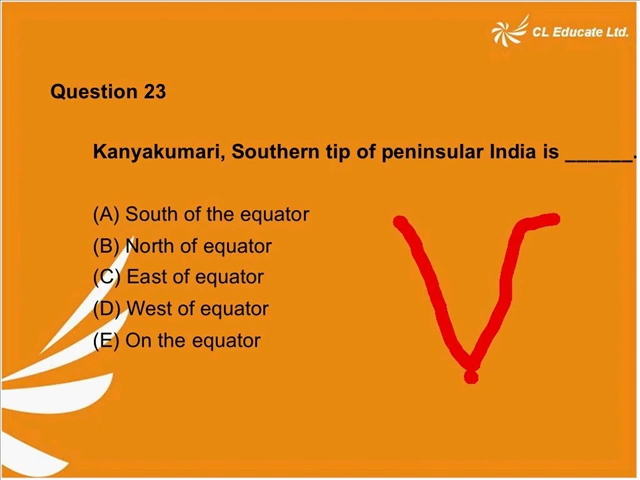 CL Educate Ltd.
Question 23
Kanyakumari, Southern tip of peninsular India is ______.
(A) South of the equator
(B) North of equator
(C) East of equator
(D) West of equator
(E) On the equator